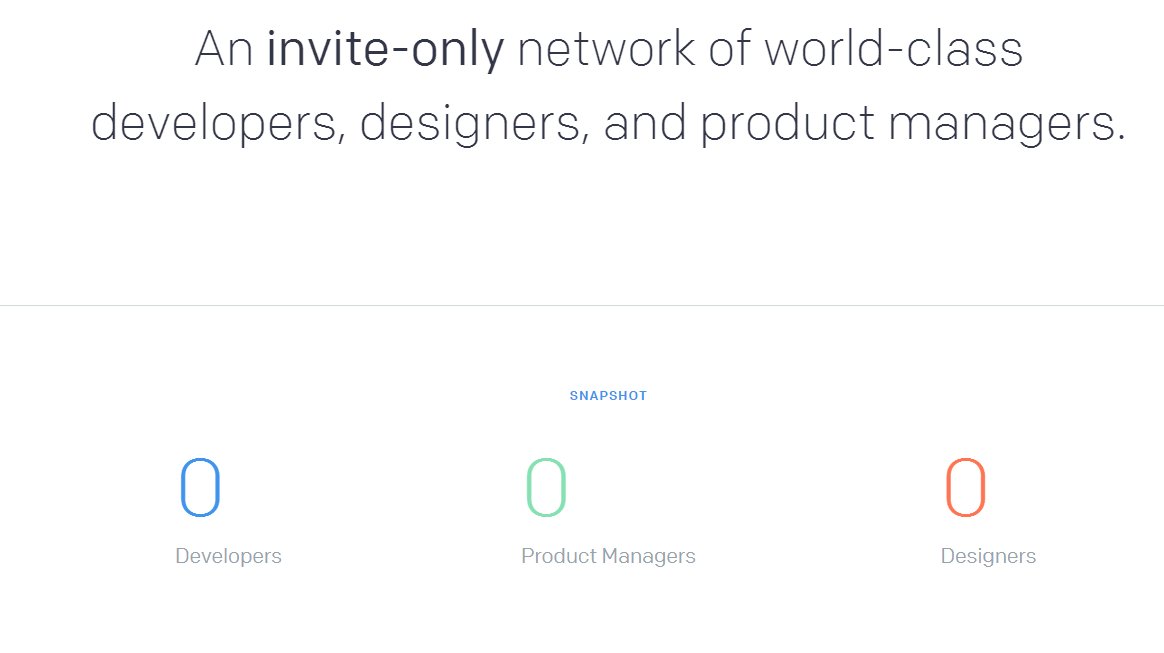 An invite-only network of world-class
developers, designers, and product managers.
SNAPSHOT
0 0 0
Developers Product Managers Designers